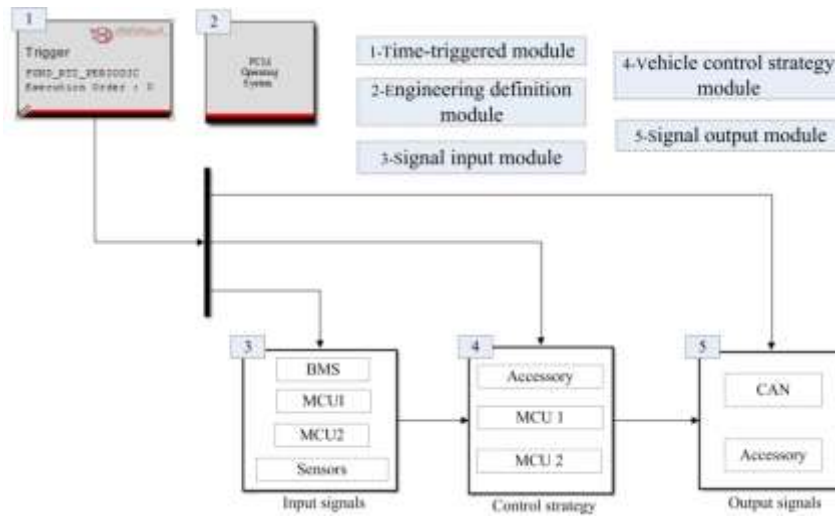 1
Trigger
Execution Order : 0
2
Operating
System
1-Time-triggered module
2-Engineering definition
module
3-Signal input module
4-Vehicle control strategy
module
5-Signal output module
3
BMS
MCU1
MCU2
Sensors
Input signals
4
Accessory
MCU 1
MCU 2
Control strategy
5
CAN
Accessory
Output signals